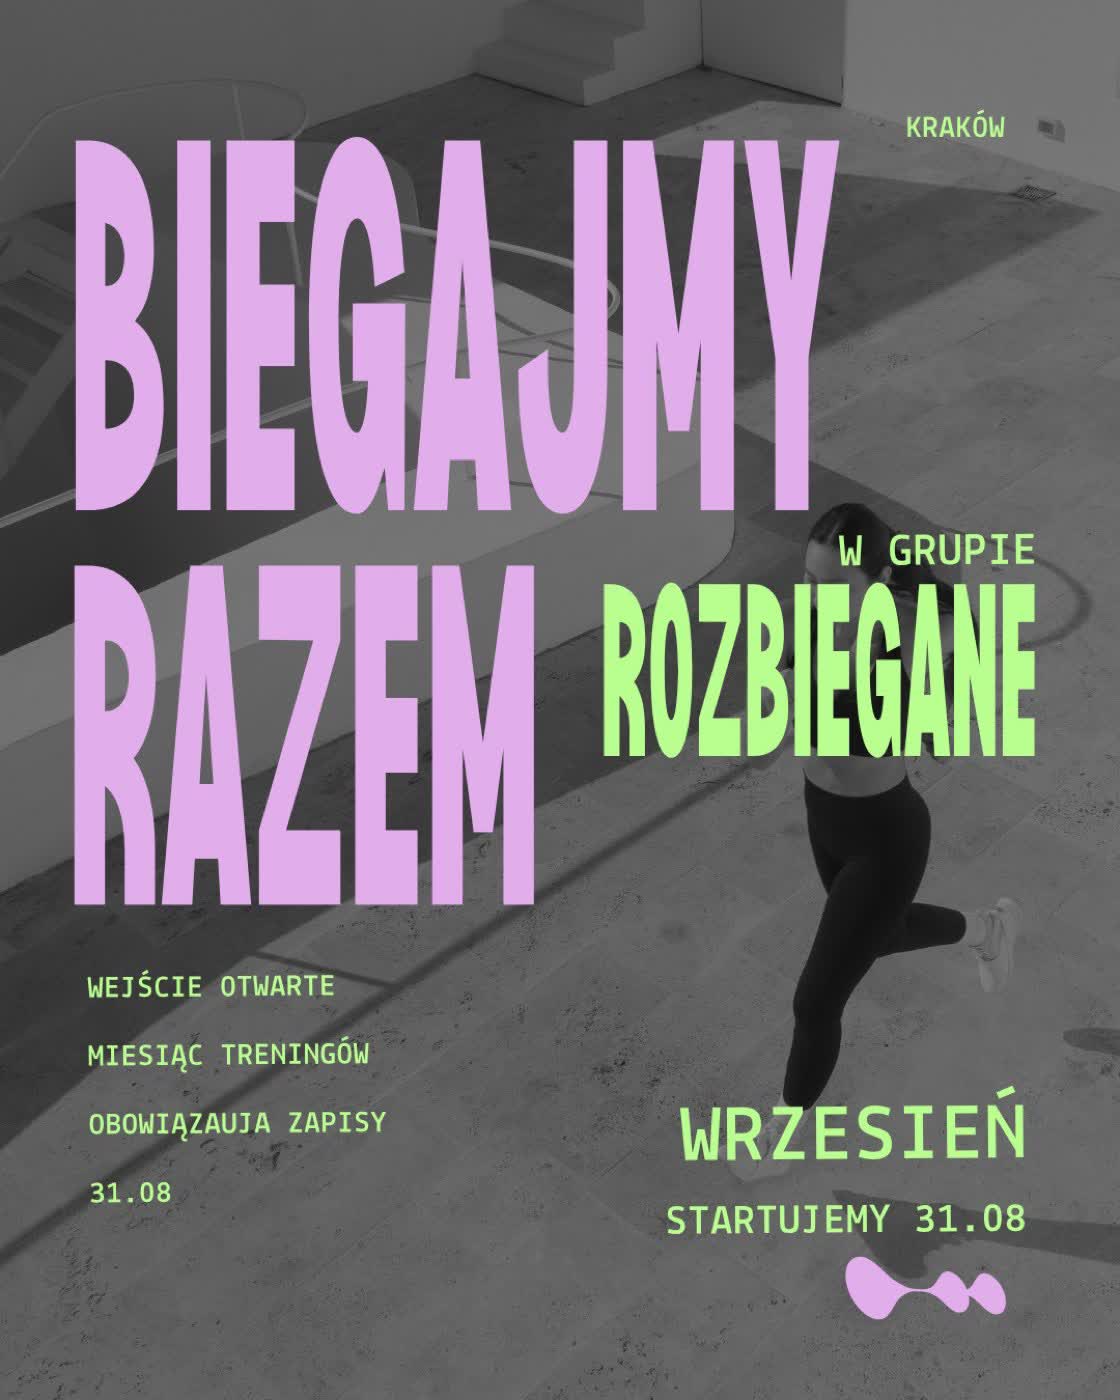 KRAKÓW
BIEGAJMY
RAZEM
W GRUPIE
ROZBIEGANE
WEJŚCIE OTWARTE
MIESIĄC TRENINGÓW
OBOWIĄZAUJA ZAPISY
31.08
WRZESIEŃ
STARTUJEMY 31.08